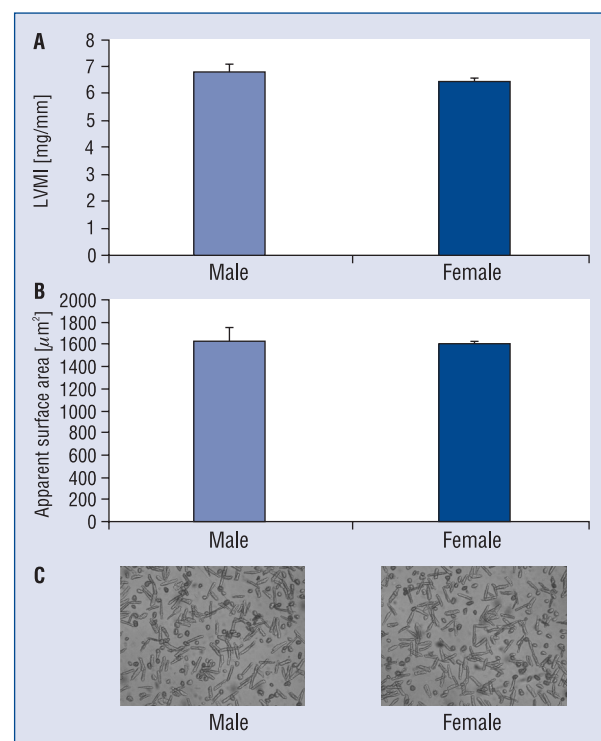 A
LVMI [mg/mm]
8
7
6
5
4
3
2
1
0
Male Female
B
Apparent surface area [μm²]
2000
1800
1600
1400
1200
1000
800
600
400
200
0
Male Female
C
Male Female